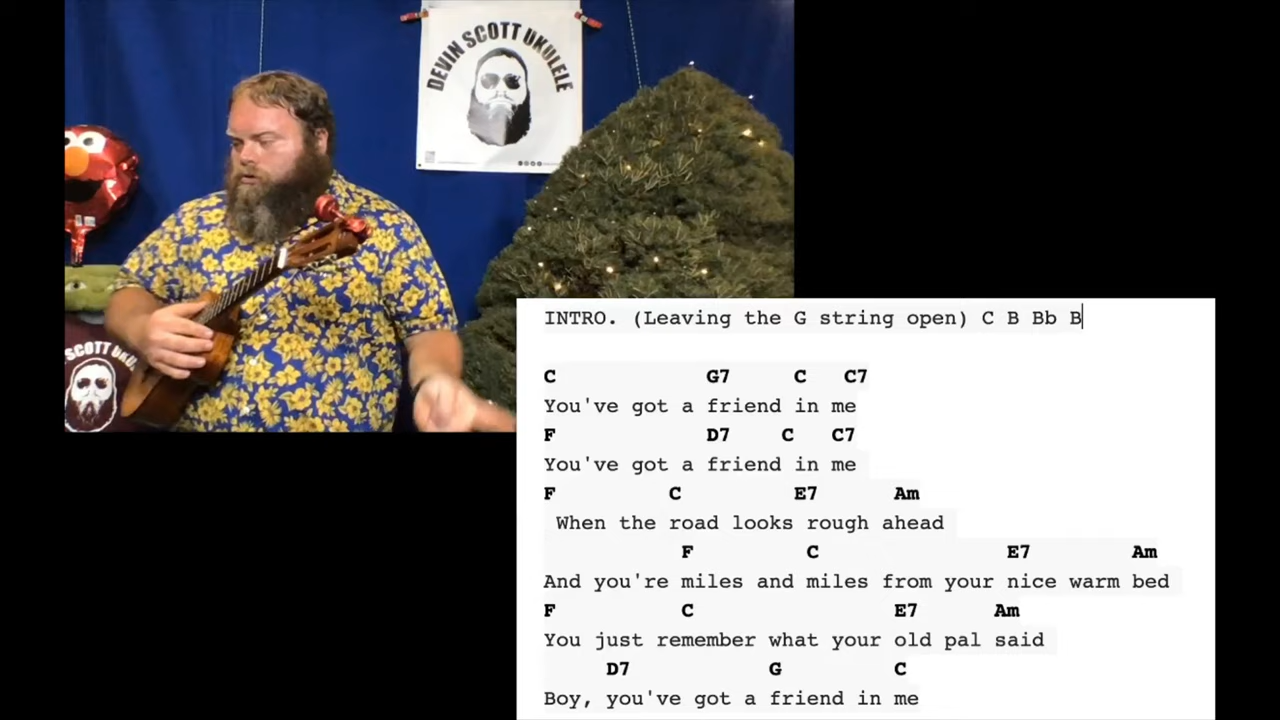 DEVIN SCOTT UKULELE
SCOTT UKU
INTRO. (Leaving the G string open) C B Bb B
C G7 C C7
You've got a friend in me
F D7 C C7
You've got a friend in me
F C E7 Am
When the road looks rough ahead
F C E7 Am
And you're miles and miles from your nice warm bed
F C E7 Am
You just remember what your old pal said
D7 G C
Boy, you've got a friend in me